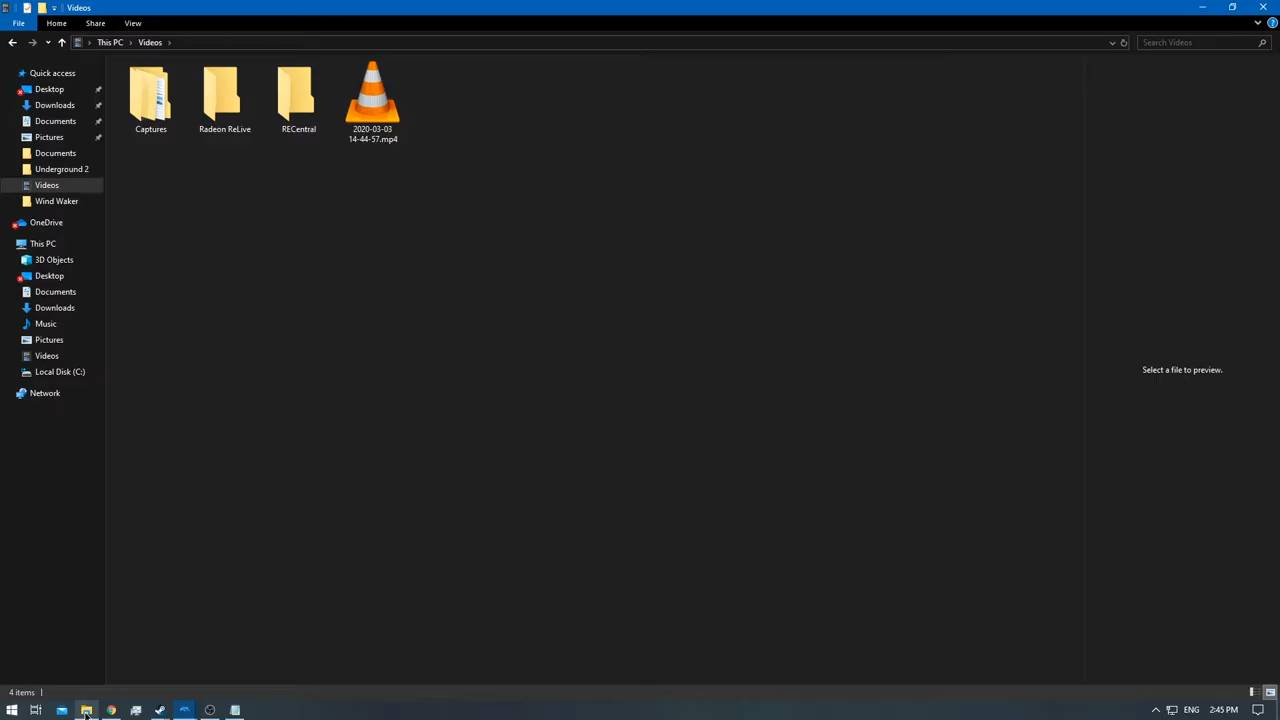 Videos
File Home Share View
This PC Videos
Search Videos
Quick access
Desktop
Downloads
Documents
Pictures
Documents
Underground 2
Videos
Wind Waker
OneDrive
This PC
3D Objects
Desktop
Documents
Downloads
Music
Pictures
Videos
Local Disk (C:)
Network
Captures
Radeon ReLive
RECentral
2020-03-03
14-44-57.mp4
Select a file to preview.
4 items
ENG 2:45 PM